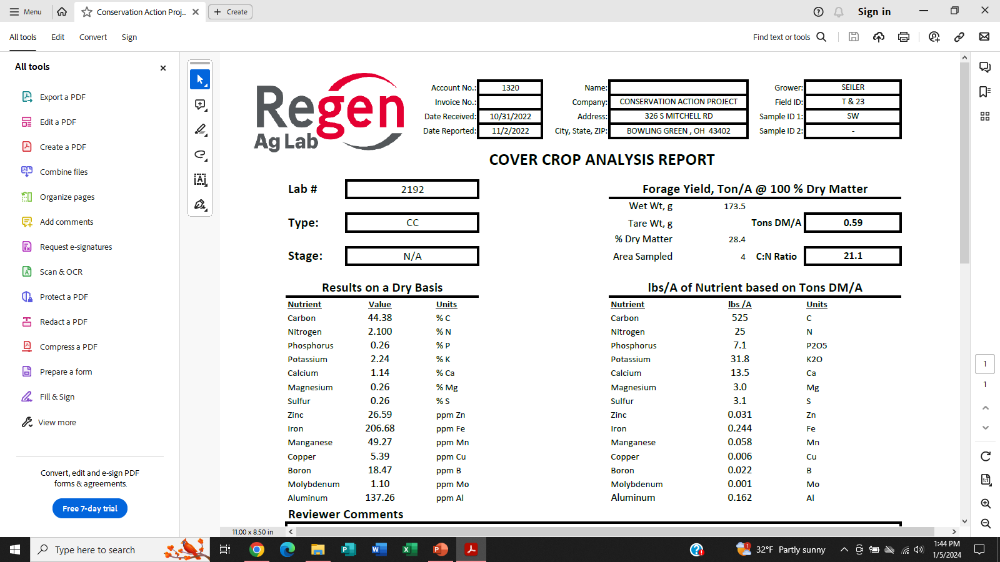 Menu
Conservation Action Proj...
Create
Sign in
All tools Edit Convert Sign
Find text or tools
All tools
Export a PDF
Edit a PDF
Create a PDF
Combine files
Organize pages
Add comments
Request e-signatures
Scan & OCR
Protect a PDF
Redact a PDF
Compress a PDF
Prepare a form
Fill & Sign
View more
Convert, edit and e-sign PDF
forms & agreements.
Free 7-day trial
Regen
Ag Lab
Account No.: 1320 Name: Grower: SEILER
Invoice No.: Company: CONSERVATION ACTION PROJECT Field ID: T & 23
Date Received: 10/31/2022 Address: 326 S MITCHELL RD Sample ID 1: SW
Date Reported: 11/2/2022 City, State, ZIP: BOWLING GREEN , OH 43402 Sample ID 2: -
COVER CROP ANALYSIS REPORT
Lab # 2192
Type: CC
Stage: N/A
Forage Yield, Ton/A @ 100 % Dry Matter
Wet Wt, g 173.5
Tare Wt, g Tons DM/A 0.59
% Dry Matter 28.4
Area Sampled 4 C:N Ratio 21.1
Results on a Dry Basis
Nutrient Value Units
Carbon 44.38 % C
Nitrogen 2.100 % N
Phosphorus 0.26 % P
Potassium 2.24 % K
Calcium 1.14 % Ca
Magnesium 0.26 % Mg
Sulfur 0.26 % S
Zinc 26.59 ppm Zn
Iron 206.68 ppm Fe
Manganese 49.27 ppm Mn
Copper 5.39 ppm Cu
Boron 18.47 ppm B
Molybdenum 1.10 ppm Mo
Aluminum 137.26 ppm Al
lbs/A of Nutrient based on Tons DM/A
Nutrient lbs /A Units
Carbon 525 C
Nitrogen 25 N
Phosphorus 7.1 P2O5
Potassium 31.8 K2O
Calcium 13.5 Ca
Magnesium 3.0 Mg
Sulfur 3.1 S
Zinc 0.031 Zn
Iron 0.244 Fe
Manganese 0.058 Mn
Copper 0.006 Cu
Boron 0.022 B
Molybdenum 0.001 Mo
Aluminum 0.162 Al
Reviewer Comments
11.00 x 8.50 in
1
1
1:1
Type here to search
1
32°F Partly sunny
1:44 PM
1/5/2024